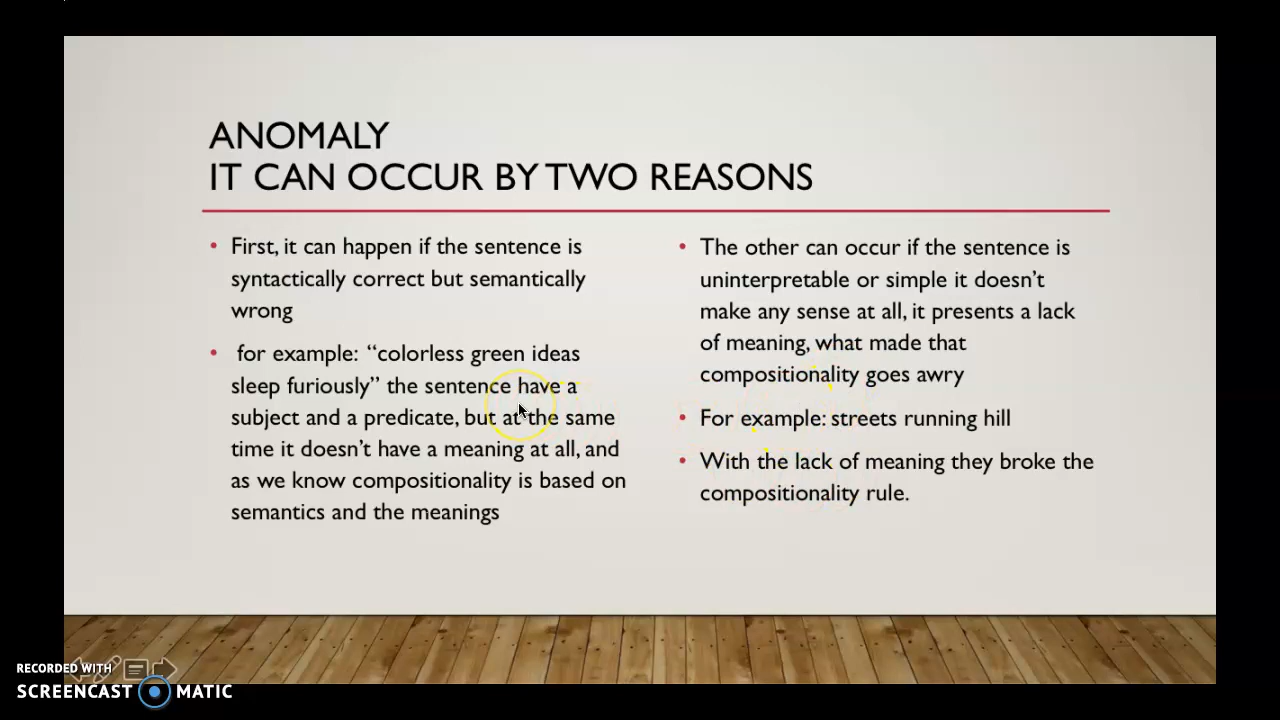 ANOMALY
IT CAN OCCUR BY TWO REASONS
First, it can happen if the sentence is
syntactically correct but semantically
wrong
for example: “colorless green ideas
sleep furiously” the sentence have a
subject and a predicate, but at the same
time it doesn’t have a meaning at all, and
as we know compositionality is based on
semantics and the meanings
The other can occur if the sentence is
uninterpretable or simple it doesn’t
make any sense at all, it presents a lack
of meaning, what made that
compositionality goes awry
For example: streets running hill
With the lack of meaning they broke the
compositionality rule.
RECORDED WITH
SCREENCAST MATIC